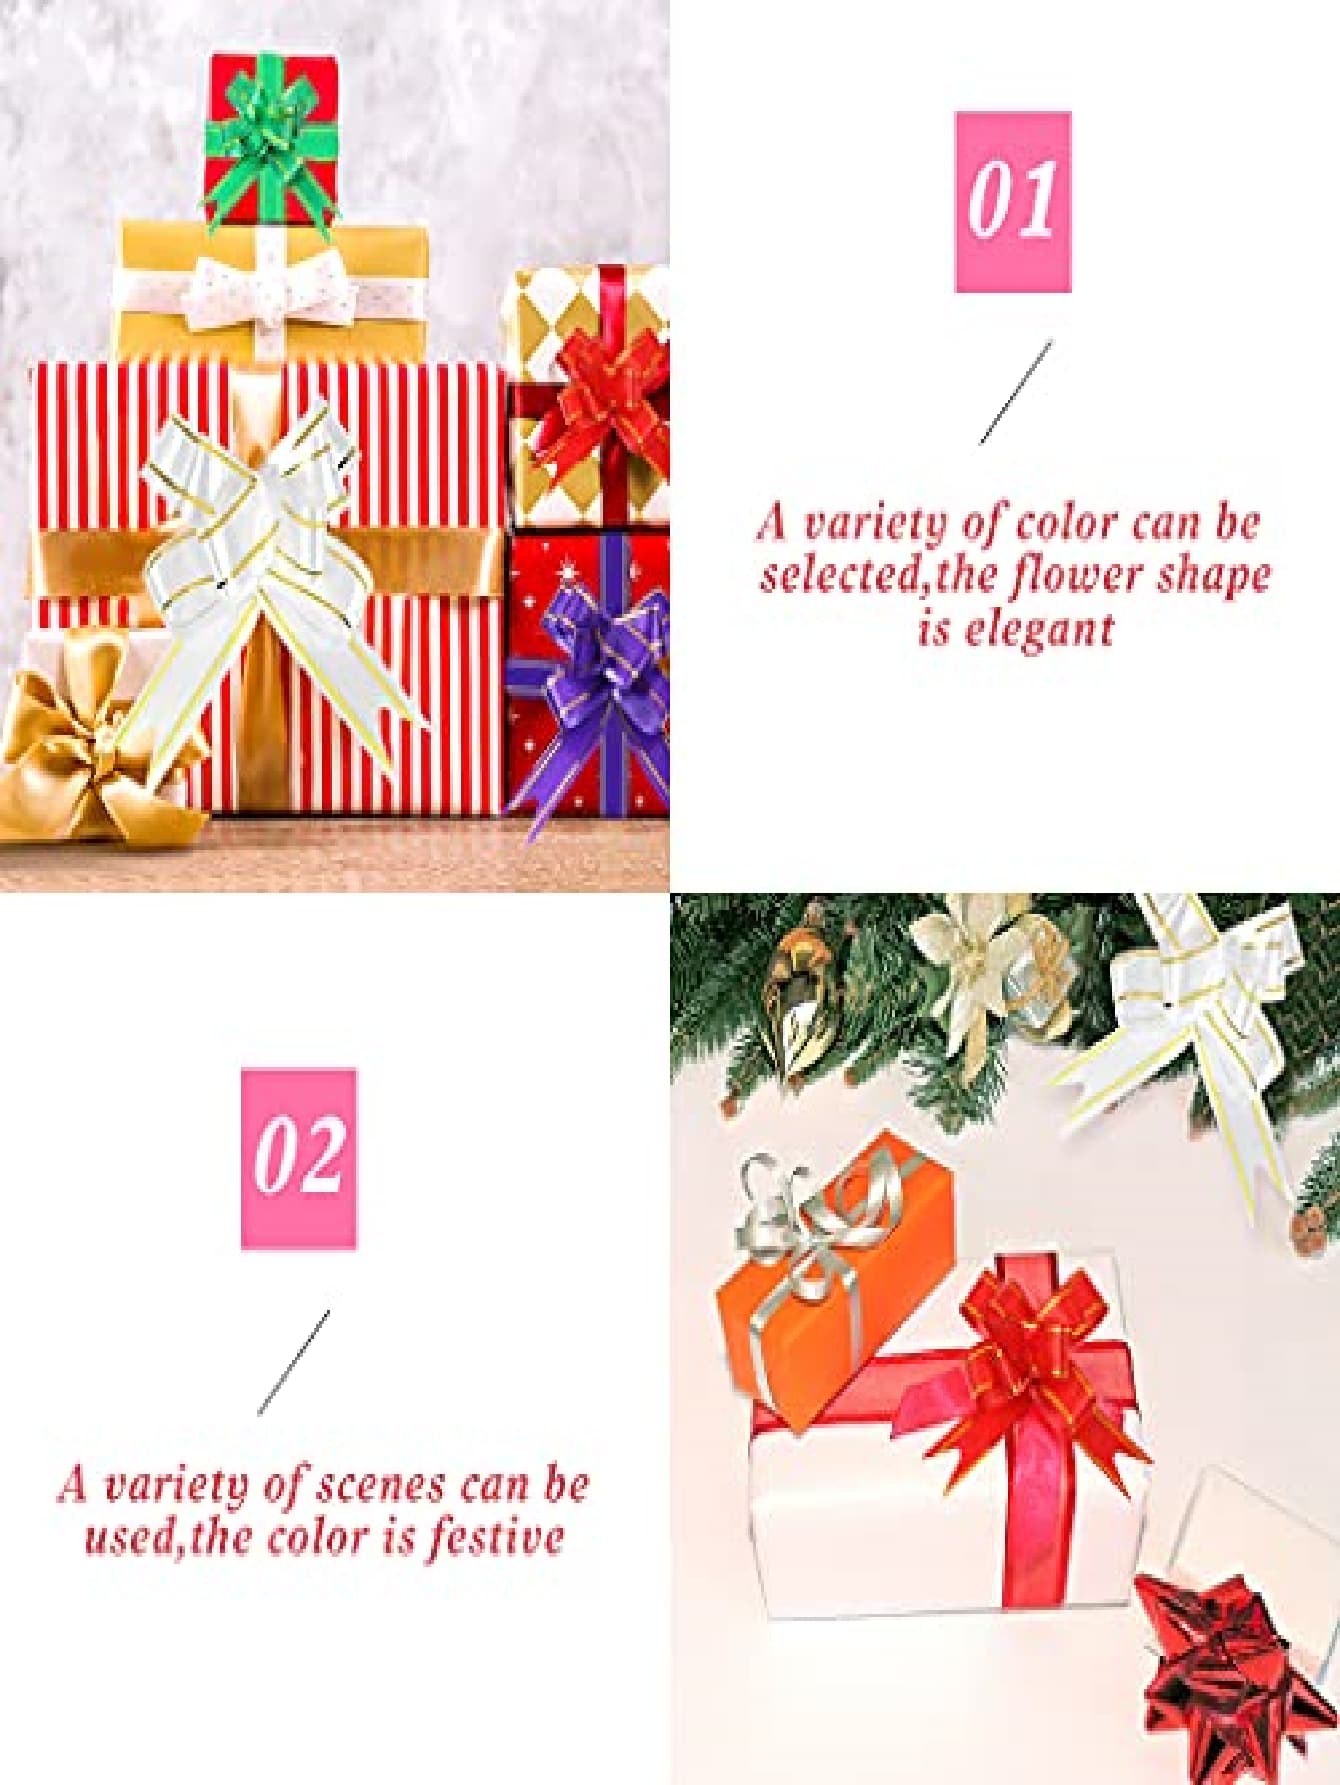 01
A variety of color can be
selected,the flower shape
is elegant
02
A variety of scenes can be
used,the color is festive